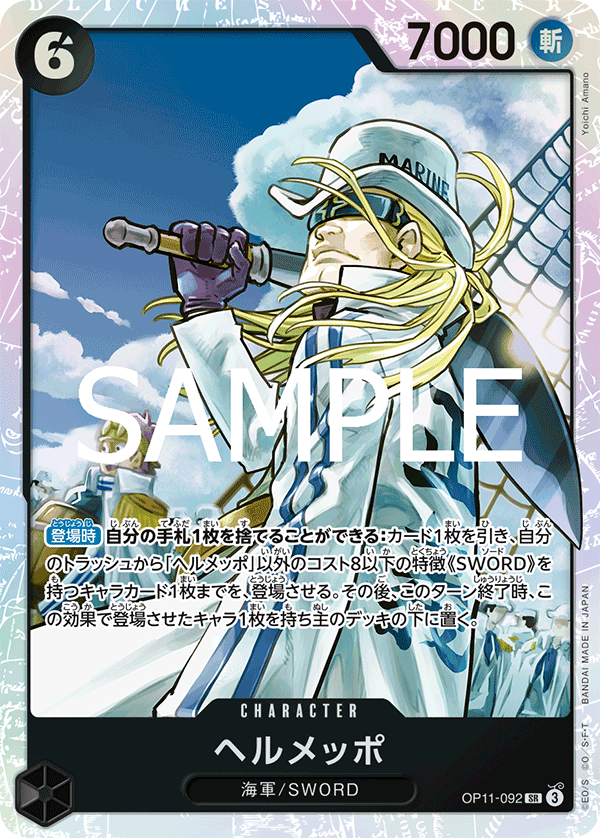 6
7000
斬
Yoichi Amano
MARINE
SAMPLE
登場時 自分の手札1枚を捨てることができる：カード1枚を引き、自分
のトラッシュから「ヘルメッポ」以外のコスト8以下の特徴《SWORD》を
持つキャラカード1枚までを、登場させる。その後、このターン終了時、こ
の効果で登場させたキャラ1枚を持ち主のデッキの下に置く。
CHARACTER
ヘルメッポ
海軍/SWORD
OP11-092 SR 3
©E.O/S ©O/S・F・T BANDAI MADE IN JAPAN